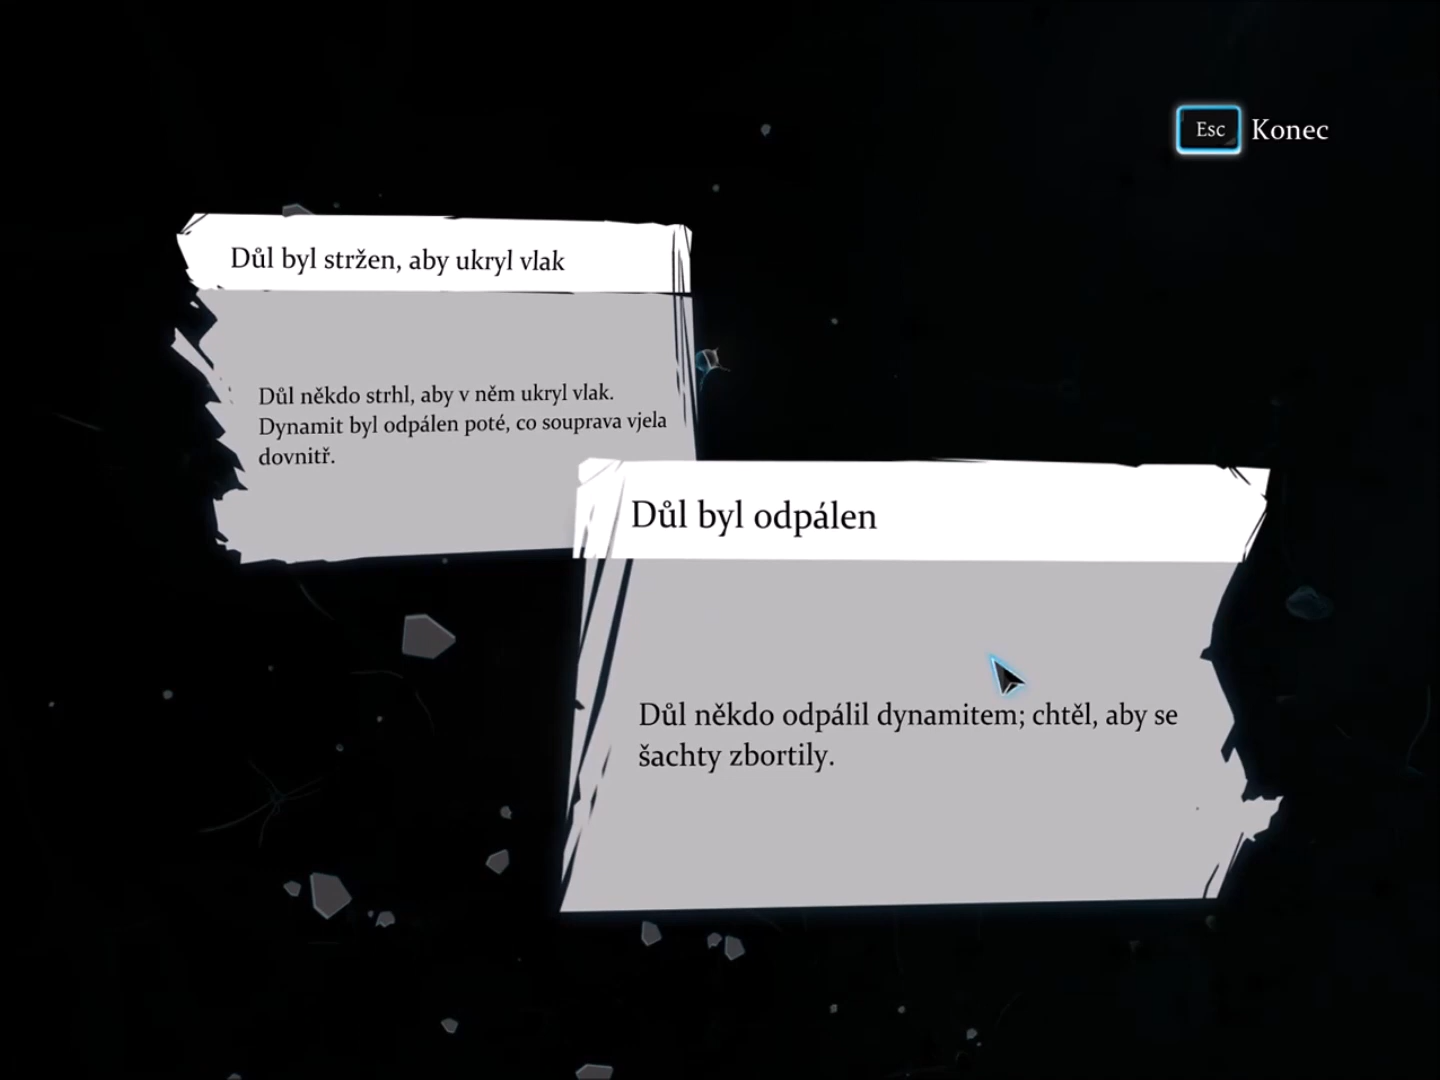 Esc Konec
Důl byl stržen, aby ukryl vlak
Důl někdo strhl, aby v něm ukryl vlak.
Dynamit byl odpálen poté, co souprava vjela
dovnitř.
Důl byl odpálen
Důl někdo odpálil dynamitem; chtěl, aby se
šachty zbortily.